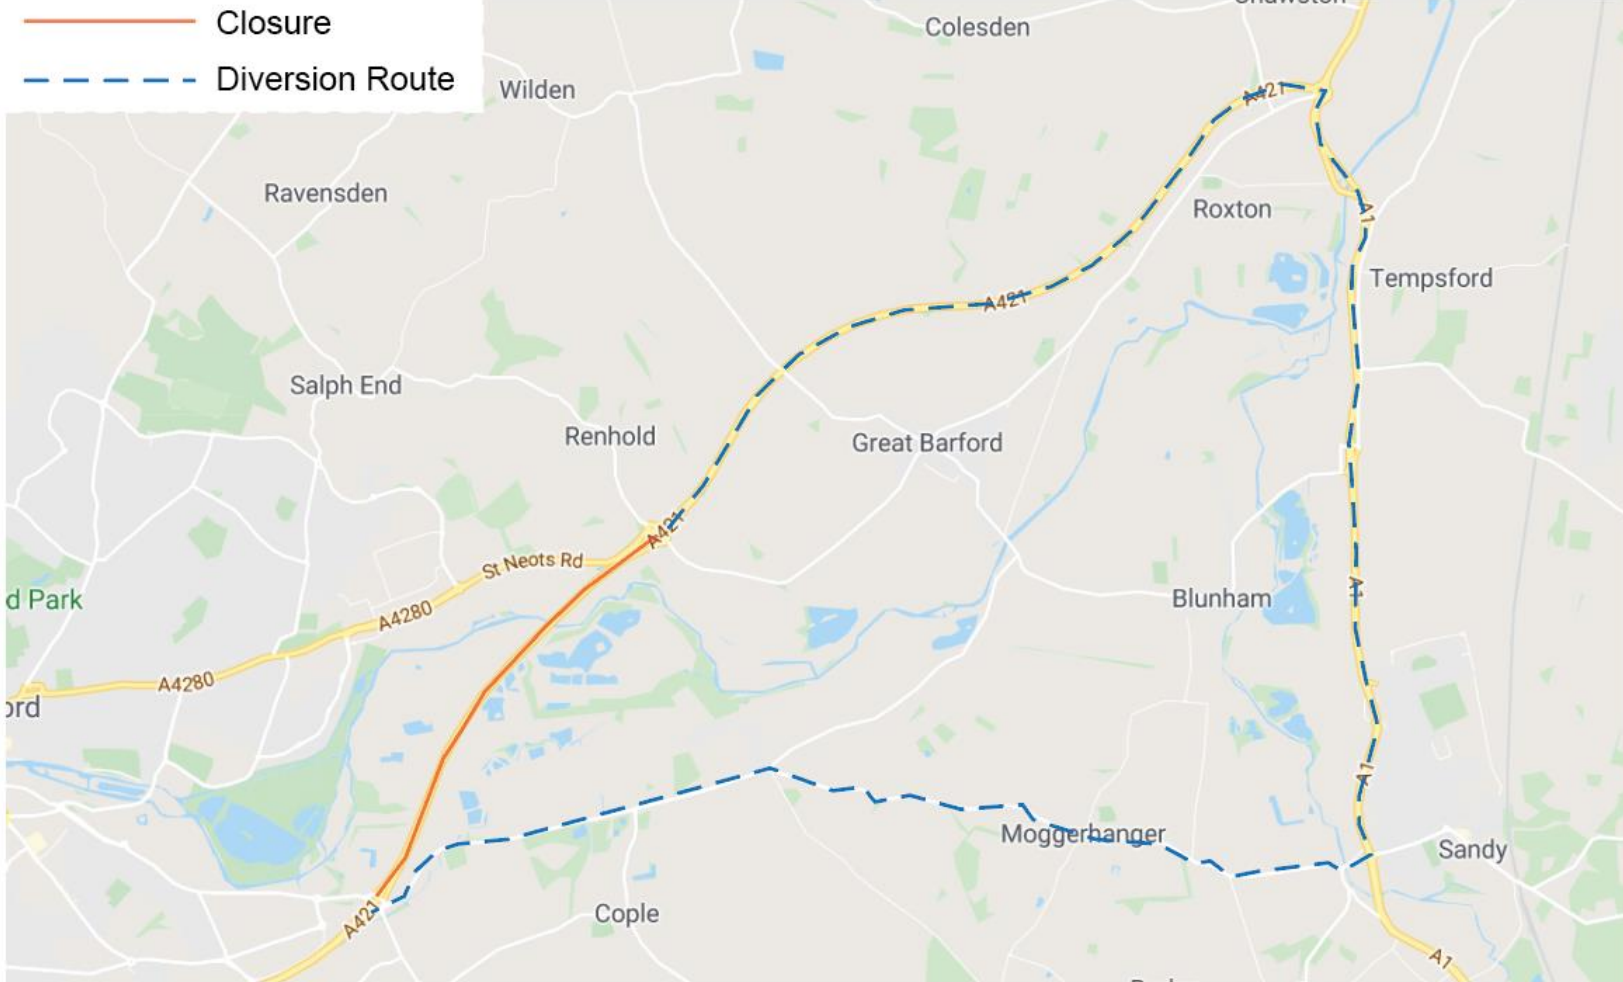 Closure
Diversion Route
Colesden
Wilden
A421
Ravensden
Roxton
A1
Tempsford
A421
Salph End
Renhold
Great Barford
A421
St Neots Rd
A1
d Park
Blunham
A4280
A4280
ord
A1
Moggerhanger
Sandy
Cople
A421
A1